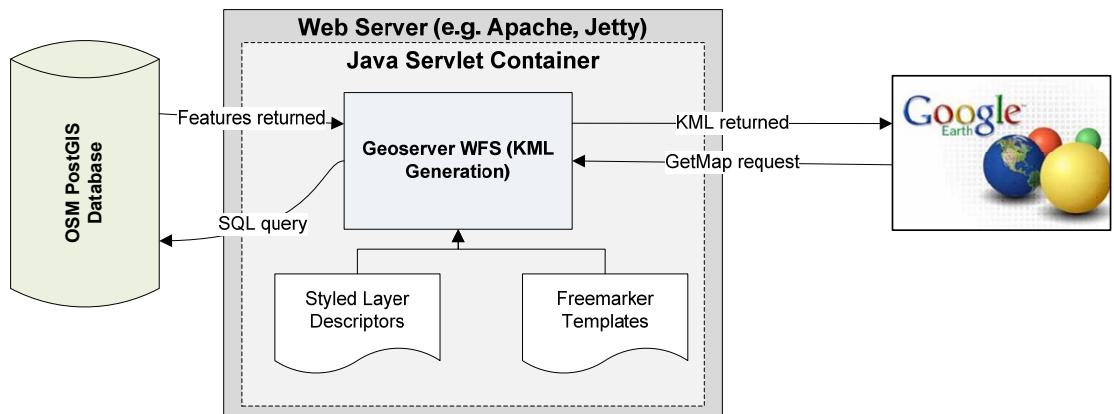 Web Server (e.g. Apache, Jetty)
Java Servlet Container
OSM PostGIS
Database
Features returned
SQL query
Geoserver WFS (KML
Generation)
KML returned
GetMap request
Google™
Earth
Styled Layer
Descriptors
Freemarker
Templates